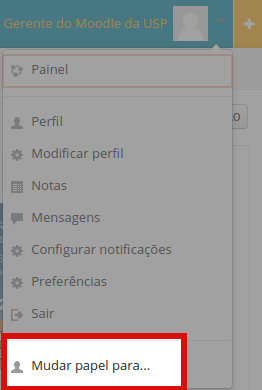 Gerente do Moodle da USP
Painel
Perfil
Modificar perfil
Notas
Mensagens
Configurar notificações
Preferências
Sair
Mudar papel para...